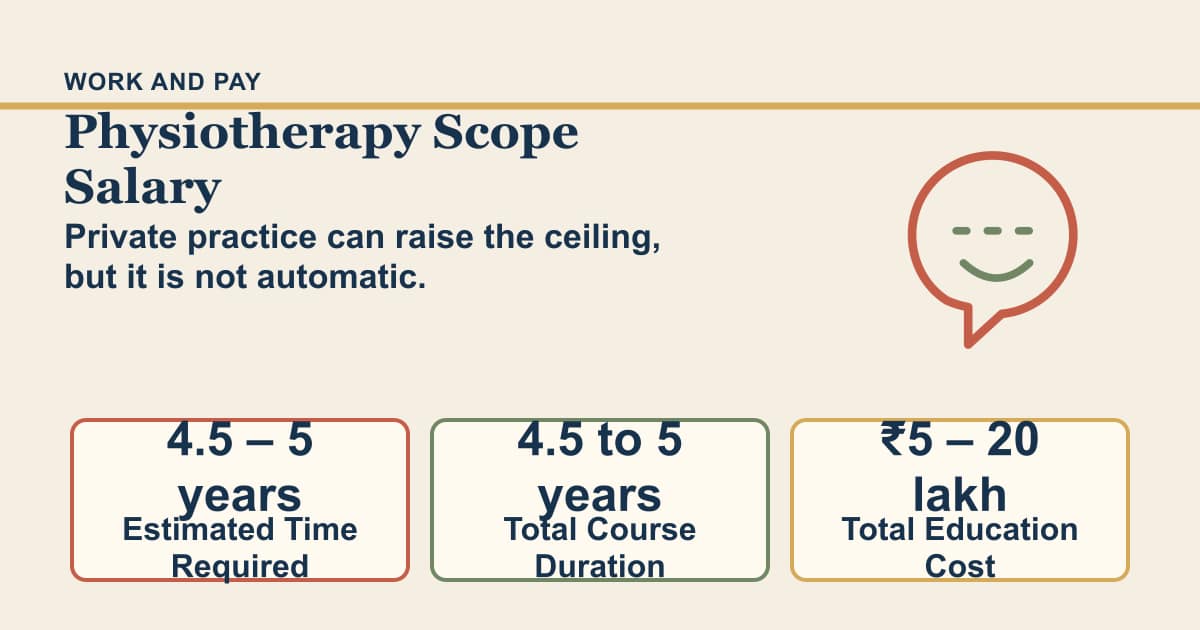 WORK AND PAY
Physiotherapy Scope
Salary
Private practice can raise the ceiling,
but it is not automatic.
4.5 – 5
years
Estimated Time
Required
4.5 to 5
years
Total Course
Duration
₹5 – 20
lakh
Total Education
Cost